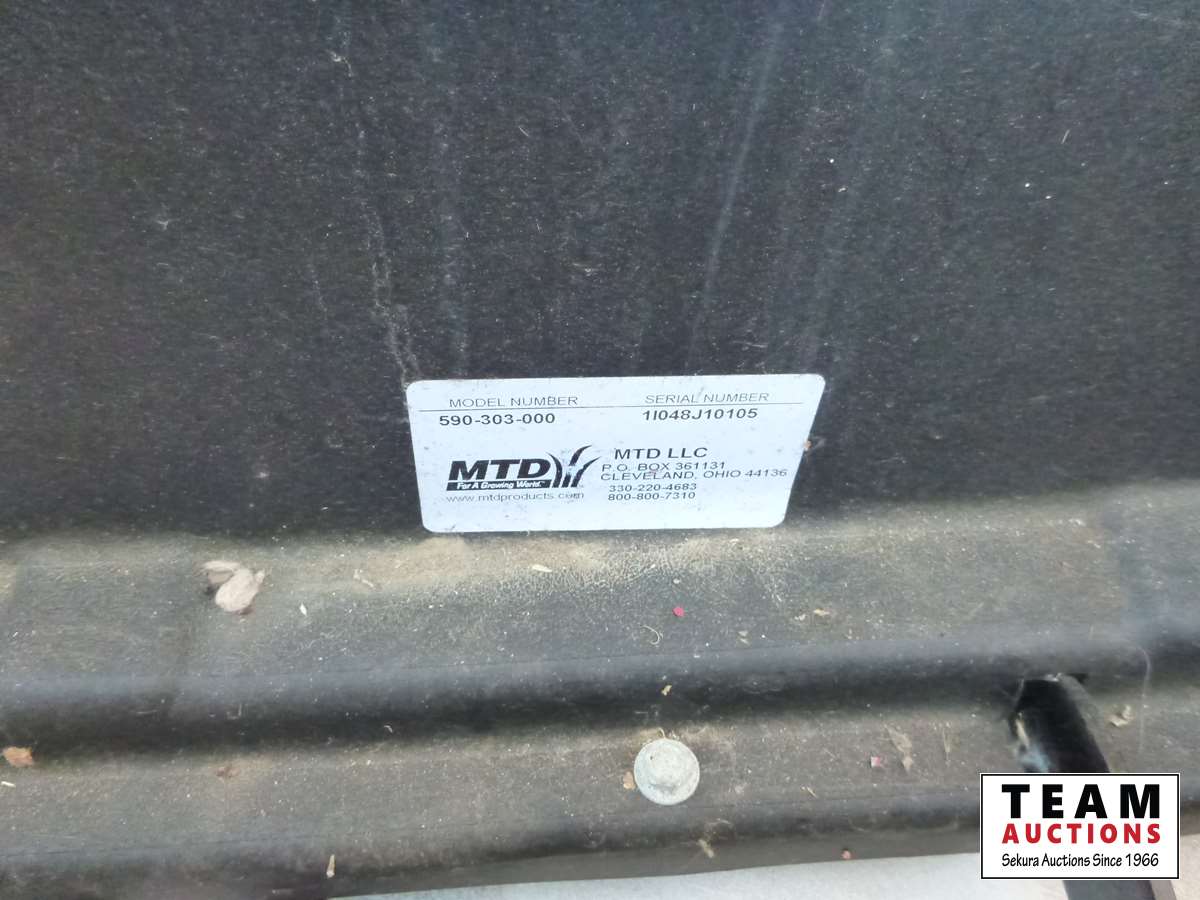 MODEL NUMBER SERIAL NUMBER
590-303-000 1I048J10105
MTD
For A Growing World.™
www.mtdproducts.com
MTD LLC
P.O. BOX 361131
CLEVELAND, OHIO 44136
330-220-4683
800-800-7310
TEAM
AUCTIONS
Sekura Auctions Since 1966